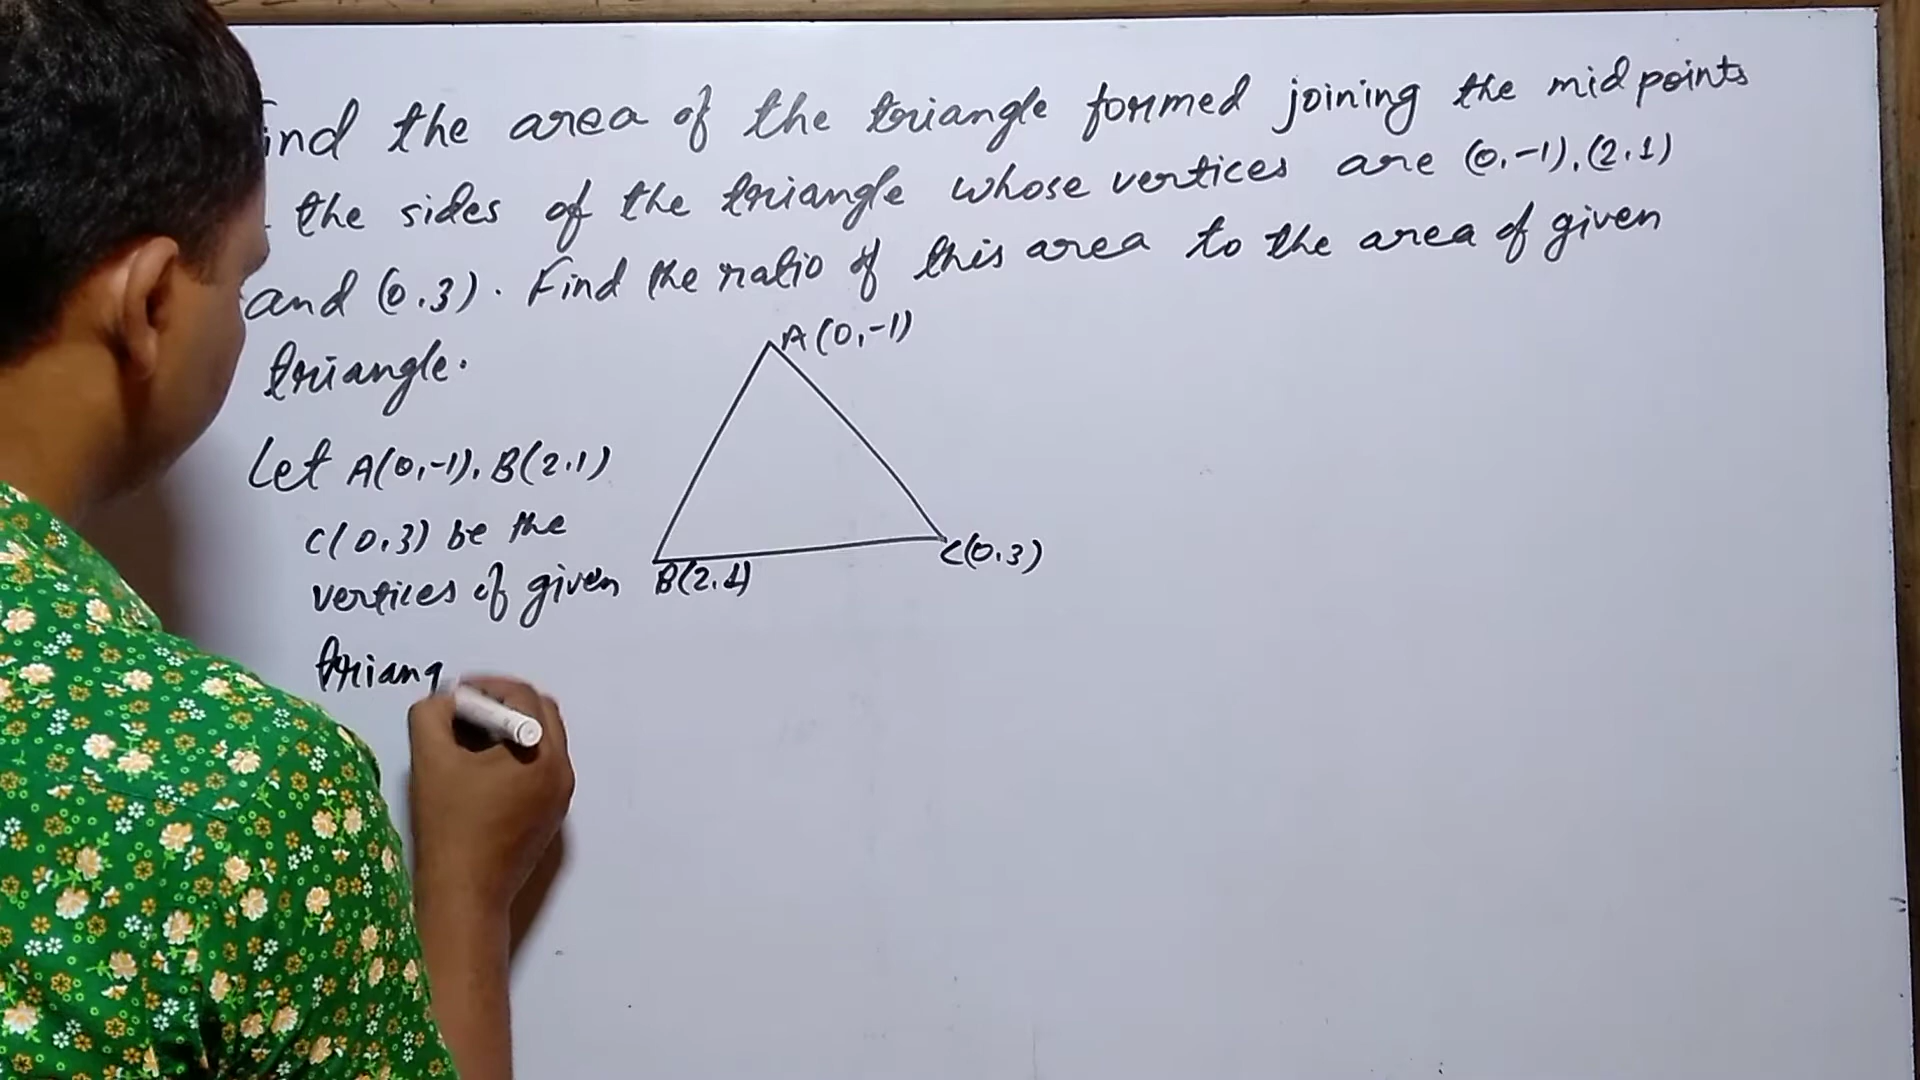 ind the area of the triangle formed joining the mid points
the sides of the triangle whose vertices are (0,-1), (2,1)
and (0,3). Find the ratio of this area to the area of given
triangle.
A(0,-1)
Let A(0,-1), B(2,1)
C(0,3) be the
C(0,3)
vertices of given
B(2,1)
triang